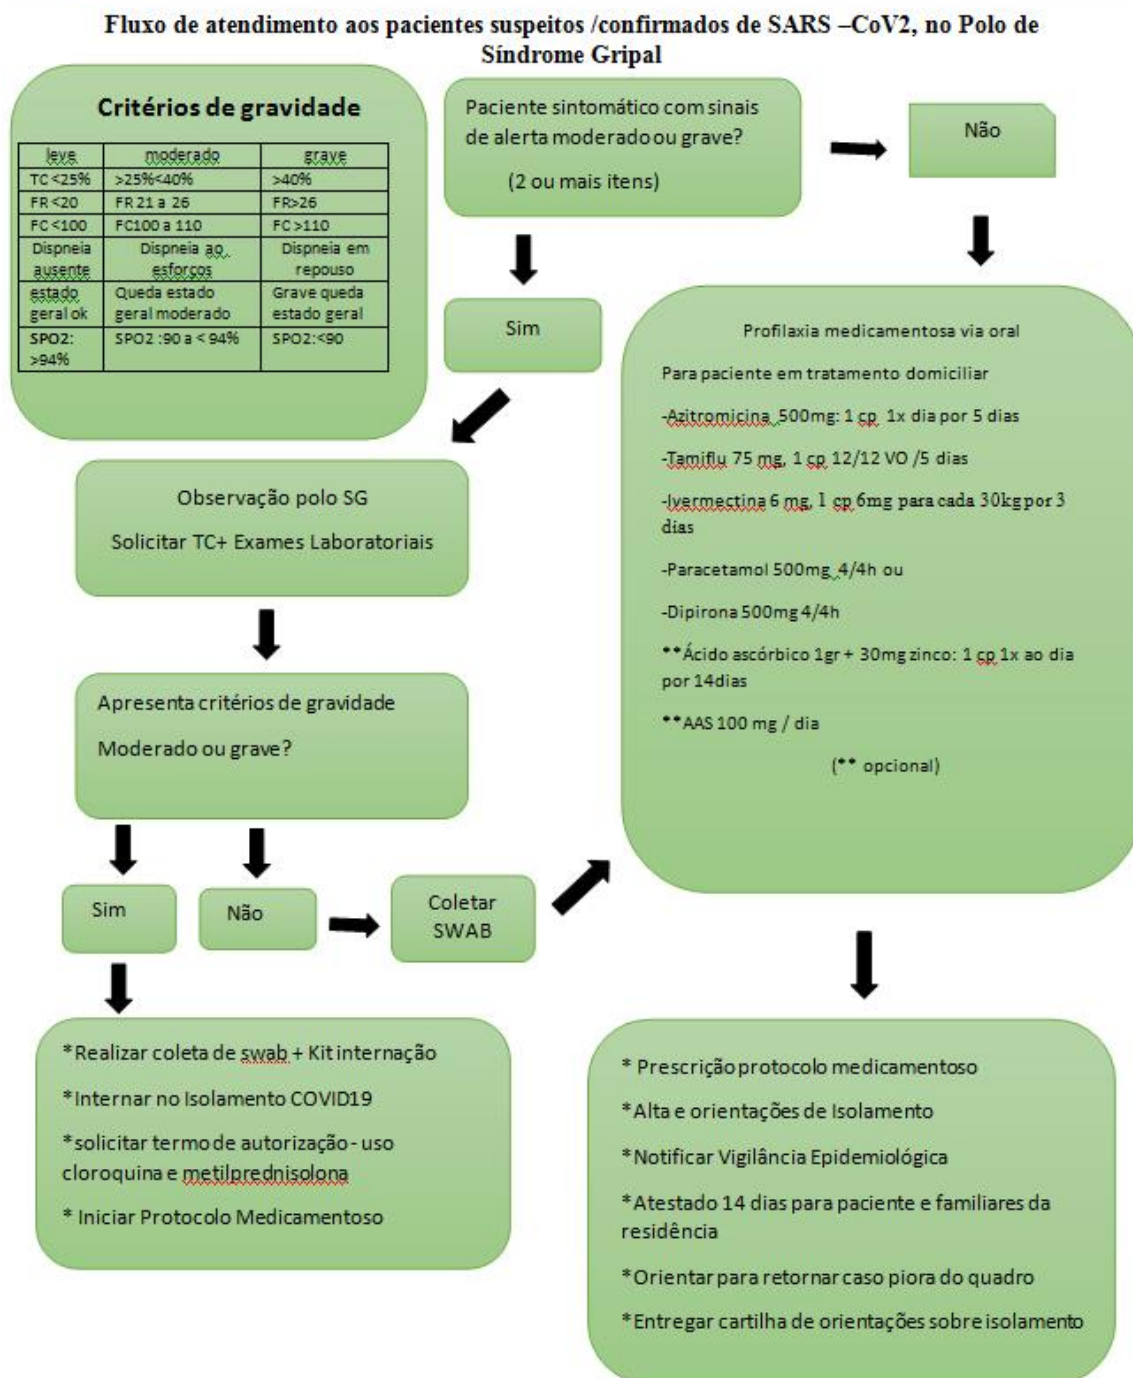 Fluxo de atendimento aos pacientes suspeitos /confirmados de SARS –CoV2, no Polo de
Síndrome Gripal
Critérios de gravidade
leve moderado grave
TC <25% >25%<40% >40%
FR <20 FR 21 a 26 FR>26
FC <100 FC100 a 110 FC >110
Dispneia Dispneia ao Dispneia em
ausente esforços repouso
estado Queda estado Grave queda
geral ok geral moderado estado geral
SPO2: SPO2 :90 a < 94% SPO2:<90
>94%
Paciente sintomático com sinais
de alerta moderado ou grave?
(2 ou mais itens)
Não
Sim
Profilaxia medicamentosa via oral
Para paciente em tratamento domiciliar
-Azitromicina 500mg: 1 cp 1x dia por 5 dias
-Tamiflu 75 mg, 1 cp 12/12 VO /5 dias
-Ivermectina 6 mg, 1 cp 6mg para cada 30kg por 3
dias
-Paracetamol 500mg 4/4h ou
-Dipirona 500mg 4/4h
**Ácido ascórbico 1gr + 30mg zinco: 1 cp 1x ao dia
por 14dias
**AAS 100 mg / dia
(** opcional)
Observação polo SG
Solicitar TC+ Exames Laboratoriais
Apresenta critérios de gravidade
Moderado ou grave?
Sim
Não
Coletar
SWAB
*Realizar coleta de swab + Kit internação
*Internar no Isolamento COVID19
*solicitar termo de autorização - uso
cloroquina e metilprednisolona
* Iniciar Protocolo Medicamentoso
* Prescrição protocolo medicamentoso
*Alta e orientações de Isolamento
*Notificar Vigilância Epidemiológica
*Atestado 14 dias para paciente e familiares da
residência
*Orientar para retornar caso piora do quadro
*Entregar cartilha de orientações sobre isolamento